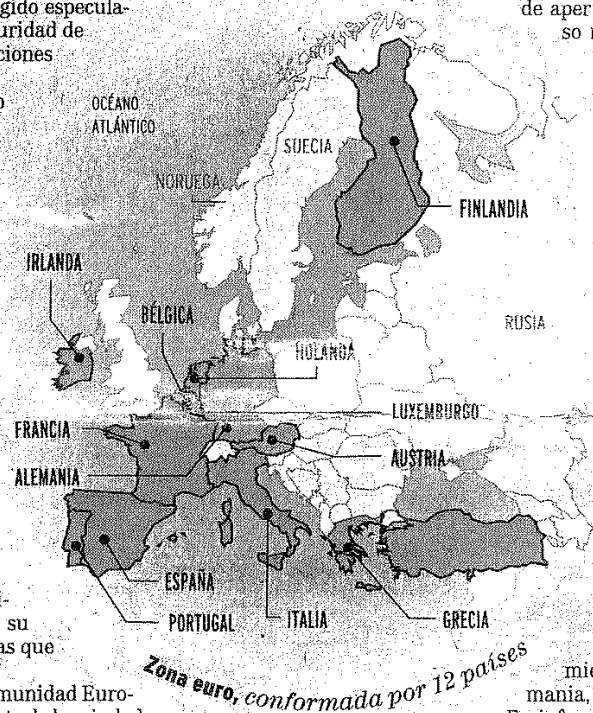 gido especula-
uridad de
ciones
o
de aper
so
OCÉANO
ATLÁNTICO
SUECIA
NORUEGA
FINLANDIA
IRLANDA
BÉLGICA
RUSIA
HOLANDA
LUXEMBURGO
FRANCIA
AUSTRIA
ALEMANIA
ESPAÑA
PORTUGAL
ITALIA
GRECIA
su
as que
Zona euro, conformada por 12 países
munidad Euro-
mie
mania,